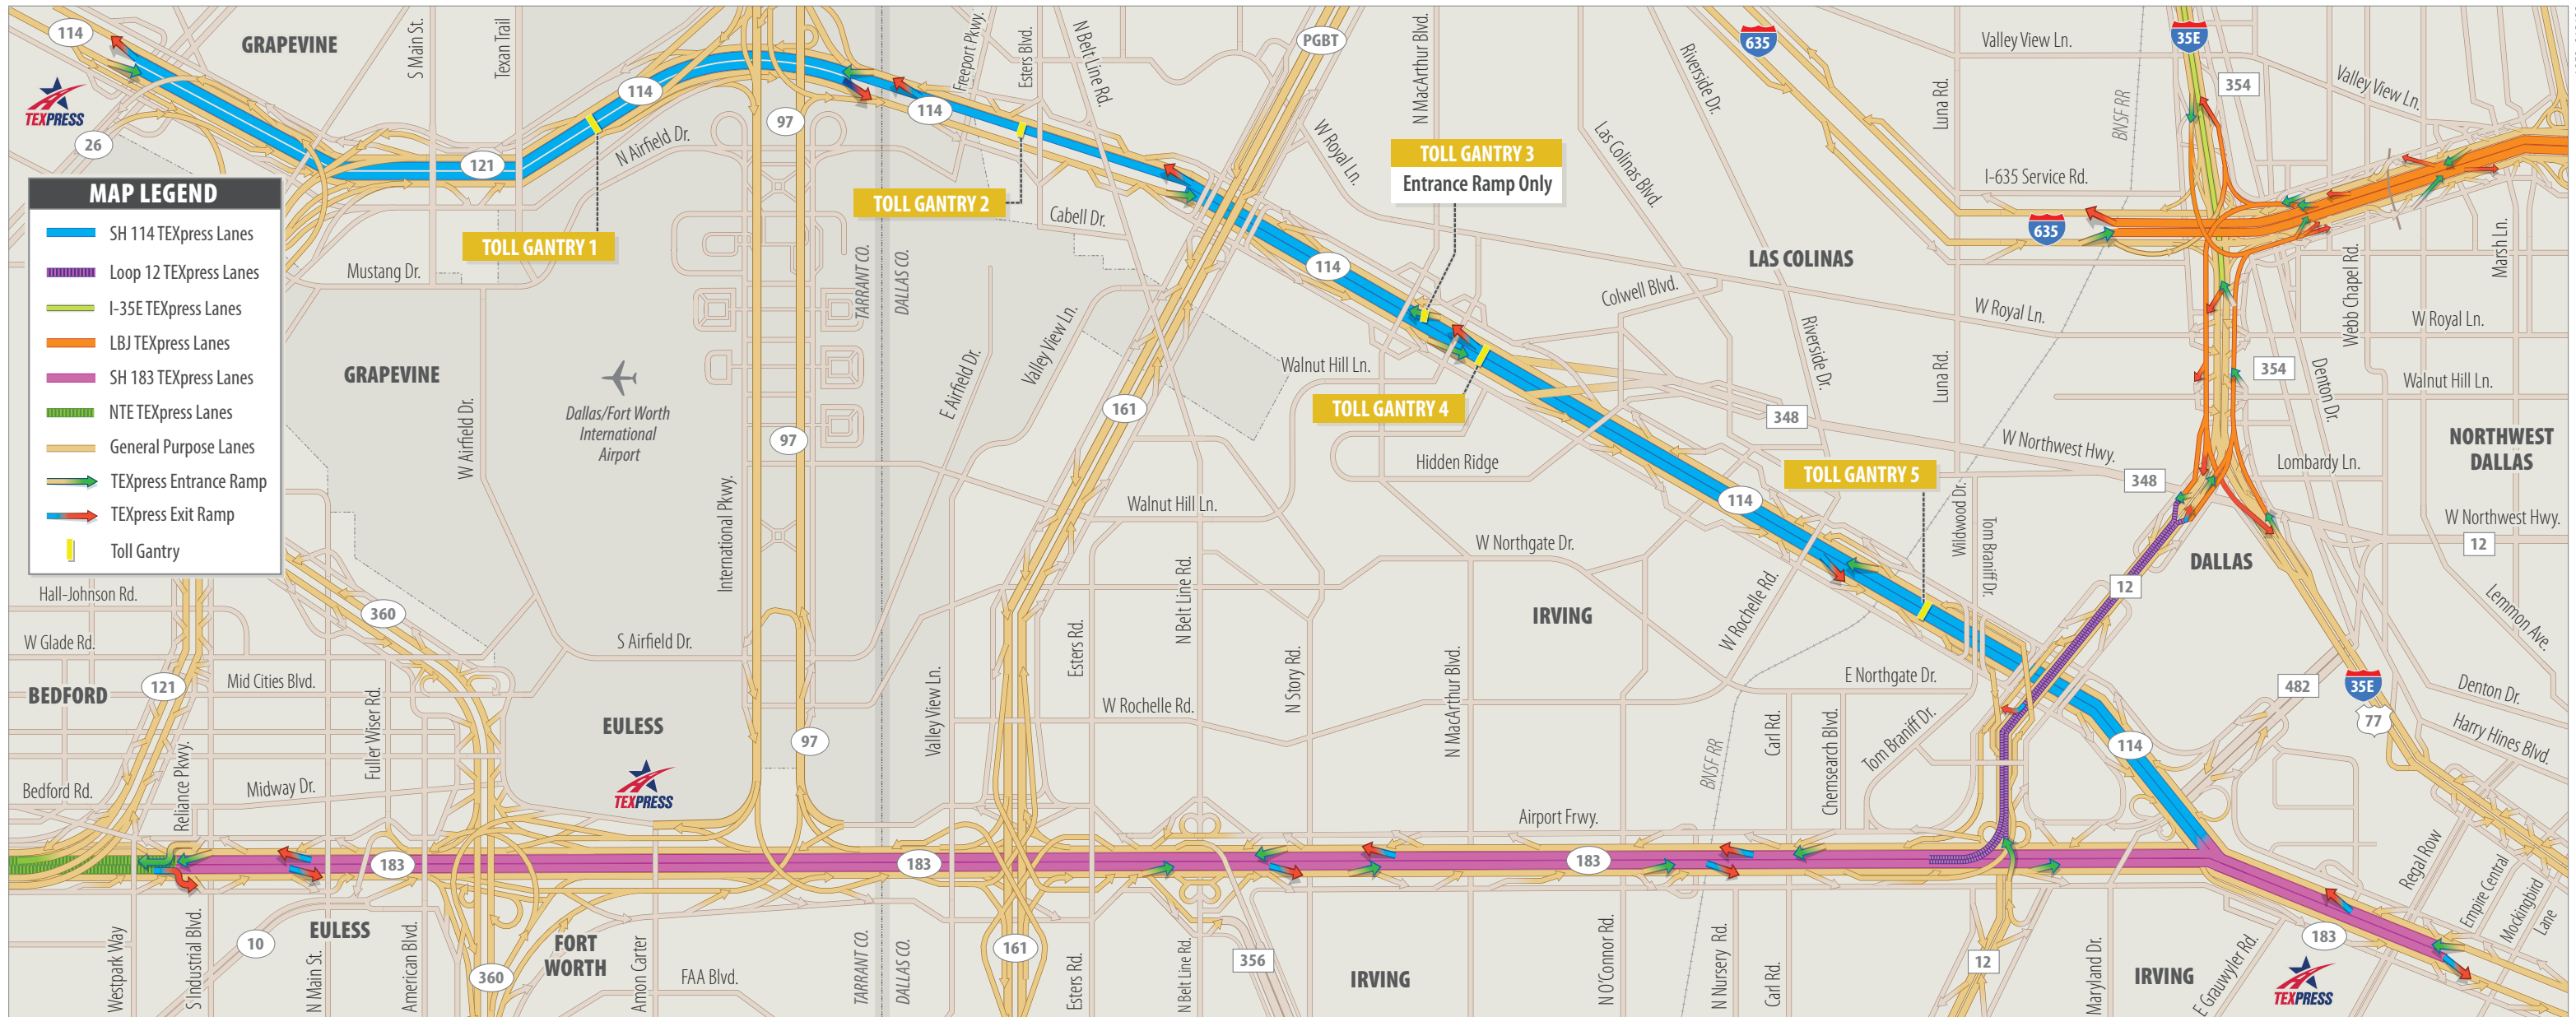 114
GRAPEVINE
S Main St.
Texan Trail
TEXPRESS
26
121
114
N Airfield Dr.
97
114
Freeport Pkwy.
Esters Blvd.
N Belt Line Rd.
PGBT
W Royal Ln.
N MacArthur Blvd.
Las Colinas Blvd.
Riverside Dr.
635
Luna Rd.
Valley View Ln.
35E
354
Valley View Ln.
BNSF RR
I-635 Service Rd.
635
TOLL GANTRY 1
TOLL GANTRY 2
TOLL GANTRY 3
Entrance Ramp Only
Cabell Dr.
TARRANT CO.
DALLAS CO.
MAP LEGEND
SH 114 TEXpress Lanes
Loop 12 TEXpress Lanes
I-35E TEXpress Lanes
LBJ TEXpress Lanes
SH 183 TEXpress Lanes
NTE TEXpress Lanes
General Purpose Lanes
TEXpress Entrance Ramp
TEXpress Exit Ramp
Toll Gantry
Mustang Dr.
GRAPEVINE
W Airfield Dr.
Dallas/Fort Worth
International
Airport
97
International Pkwy.
E Airfield Dr.
Valley View Ln.
161
114
LAS COLINAS
Colwell Blvd.
Riverside Dr.
W Royal Ln.
Luna Rd.
Webb Chapel Rd.
Marsh Ln.
W Royal Ln.
354
Denton Dr.
Walnut Hill Ln.
Walnut Hill Ln.
TOLL GANTRY 4
348
Hidden Ridge
W Northwest Hwy.
348
NORTHWEST
DALLAS
Lombardy Ln.
TOLL GANTRY 5
114
Walnut Hill Ln.
W Northgate Dr.
Wildwood Dr.
Tom Braniff Dr.
W Northwest Hwy.
12
DALLAS
12
Lemmon Ave.
Hall-Johnson Rd.
360
W Glade Rd.
S Airfield Dr.
Esters Rd.
N Belt Line Rd.
IRVING
W Rochelle Rd.
BEDFORD
121
Mid Cities Blvd.
Fuller Wiser Rd.
EULESS
97
Valley View Ln.
W Rochelle Rd.
N Story Rd.
N MacArthur Blvd.
E Northgate Dr.
BNSF RR
Carl Rd.
Chemsearch Blvd.
Tom Braniff Dr.
482
35E
77
Denton Dr.
Harry Hines Blvd.
114
Bedford Rd.
Reliance Pkwy.
Midway Dr.
TEXPRESS
Airport Frwy.
183
183
183
Regal Row
Empire Central
Mockingbird
Lane
Westpark Way
S Industrial Blvd.
10
EULESS
N Main St.
American Blvd.
360
FORT
WORTH
Amon Carter
FAA Blvd.
TARRANT CO.
DALLAS CO.
161
Esters Rd.
N Belt Line Rd.
356
IRVING
N O'Connor Rd.
N Nursery Rd.
Carl Rd.
12
Maryland Dr.
IRVING
E Grauwyler Rd.
183
TEXPRESS